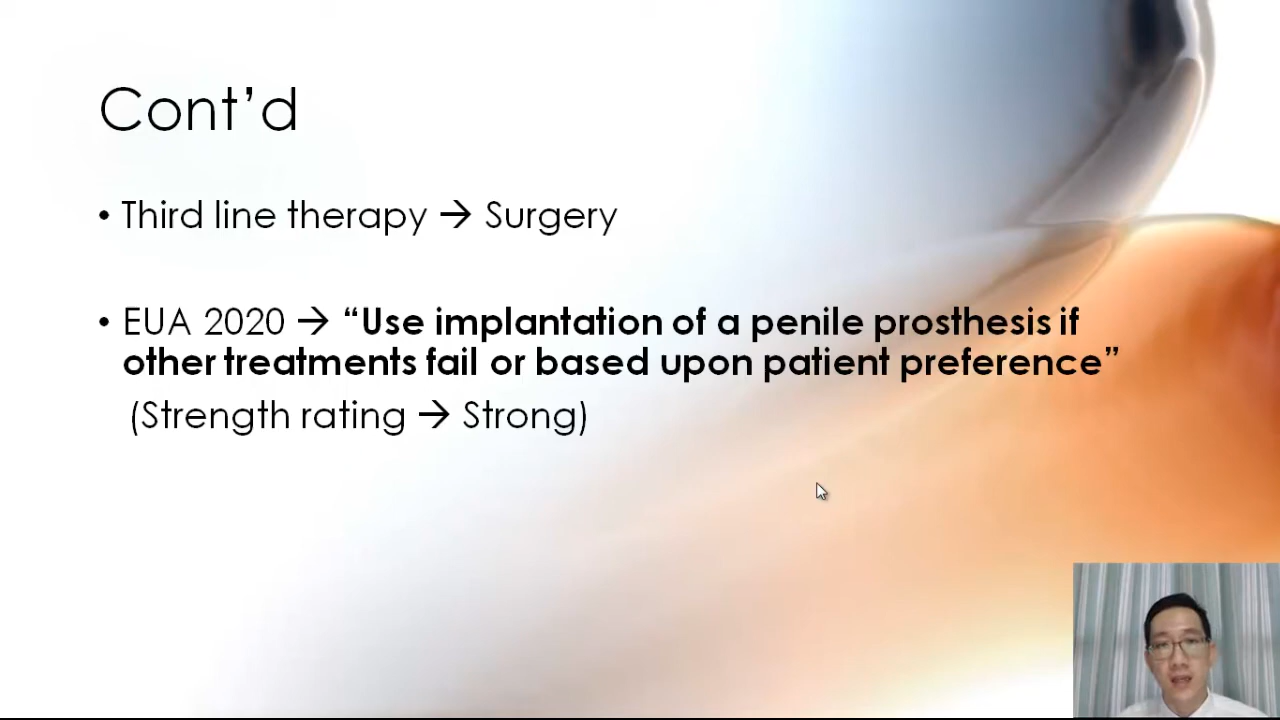 Cont’d
• Third line therapy → Surgery
• EUA 2020 → “Use implantation of a penile prosthesis if
other treatments fail or based upon patient preference”
(Strength rating → Strong)